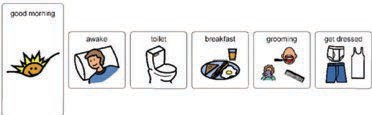 good morning
awake
toilet
breakfast
grooming
get dressed